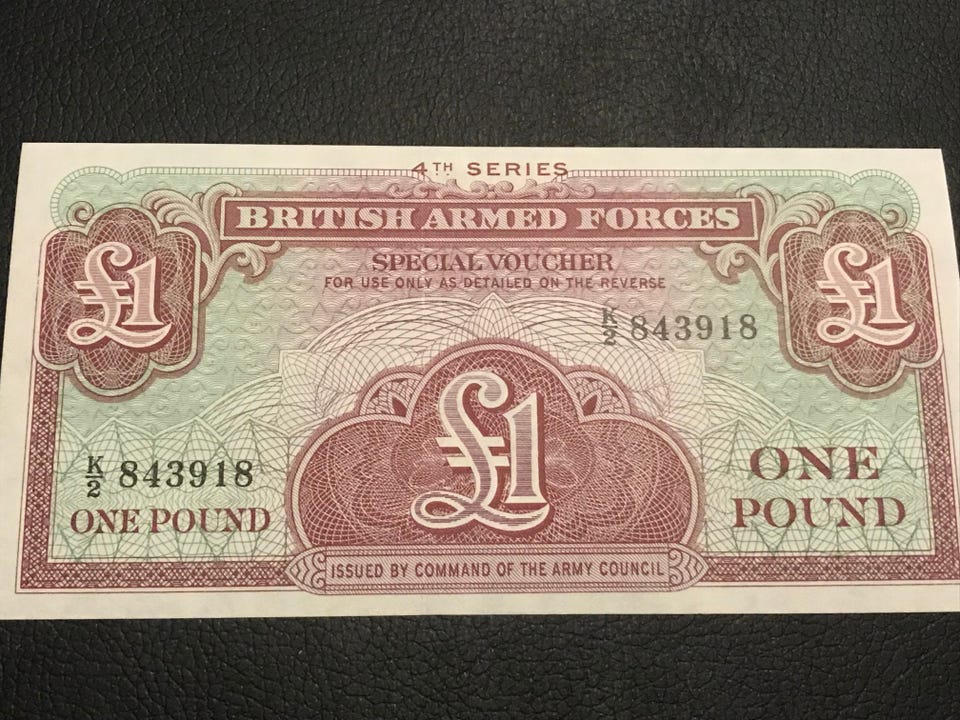 4TH SERIES
BRITISH ARMED FORCES
£1
£1
SPECIAL VOUCHER
FOR USE ONLY AS DETAILED ON THE REVERSE
K/2 843918
£1
K/2 843918
ONE POUND
ONE
POUND
ISSUED BY COMMAND OF THE ARMY COUNCIL